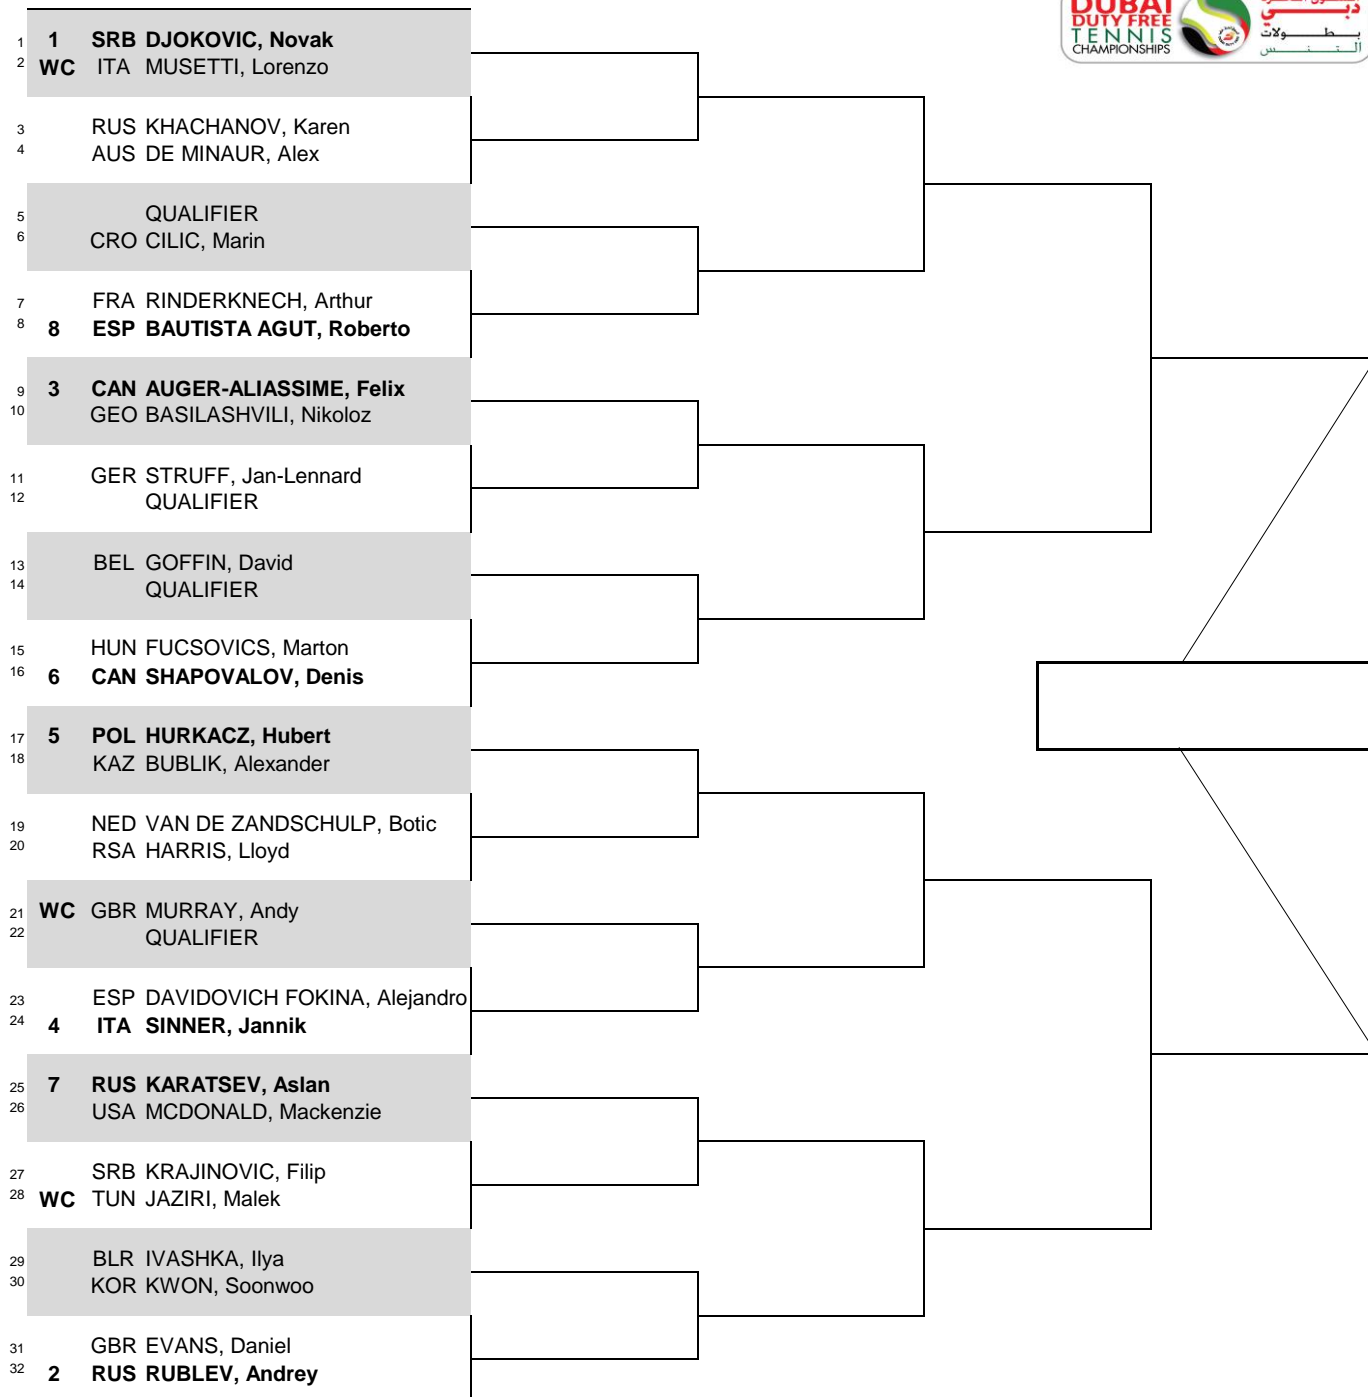 DUBAI
DUTY FREE
TENNIS
CHAMPIONSHIPS
دبي
بـطـــولات
الـتـنـــس
1 1 SRB DJOKOVIC, Novak
2 WC ITA MUSETTI, Lorenzo
3 RUS KHACHANOV, Karen
4 AUS DE MINAUR, Alex
5 QUALIFIER
6 CRO CILIC, Marin
7 FRA RINDERKNECH, Arthur
8 8 ESP BAUTISTA AGUT, Roberto
9 3 CAN AUGER-ALIASSIME, Felix
10 GEO BASILASHVILI, Nikoloz
11 GER STRUFF, Jan-Lennard
12 QUALIFIER
13 BEL GOFFIN, David
14 QUALIFIER
15 HUN FUCSOVICS, Marton
16 6 CAN SHAPOVALOV, Denis
17 5 POL HURKACZ, Hubert
18 KAZ BUBLIK, Alexander
19 NED VAN DE ZANDSCHULP, Botic
20 RSA HARRIS, Lloyd
21 WC GBR MURRAY, Andy
22 QUALIFIER
23 ESP DAVIDOVICH FOKINA, Alejandro
24 4 ITA SINNER, Jannik
25 7 RUS KARATSEV, Aslan
26 USA MCDONALD, Mackenzie
27 SRB KRAJINOVIC, Filip
28 WC TUN JAZIRI, Malek
29 BLR IVASHKA, Ilya
30 KOR KWON, Soonwoo
31 GBR EVANS, Daniel
32 2 RUS RUBLEV, Andrey